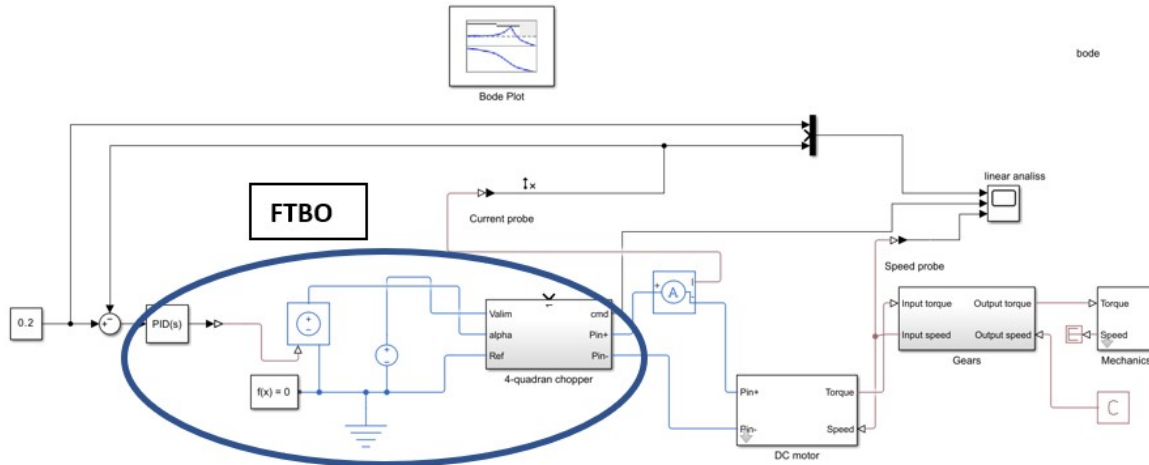 Bode Plot
bode
linear analiss
FTBO
Current probe
Speed probe
0.2
PID(s)
f(x) = 0
Valim
alpha
Ref
cmd
Pin+
Pin-
4-quadran chopper
A
I
Pin+
Pin-
Torque
Speed
DC motor
Input torque
Input speed
Output torque
Output speed
Gears
E
Torque
Speed
Mechanics
C